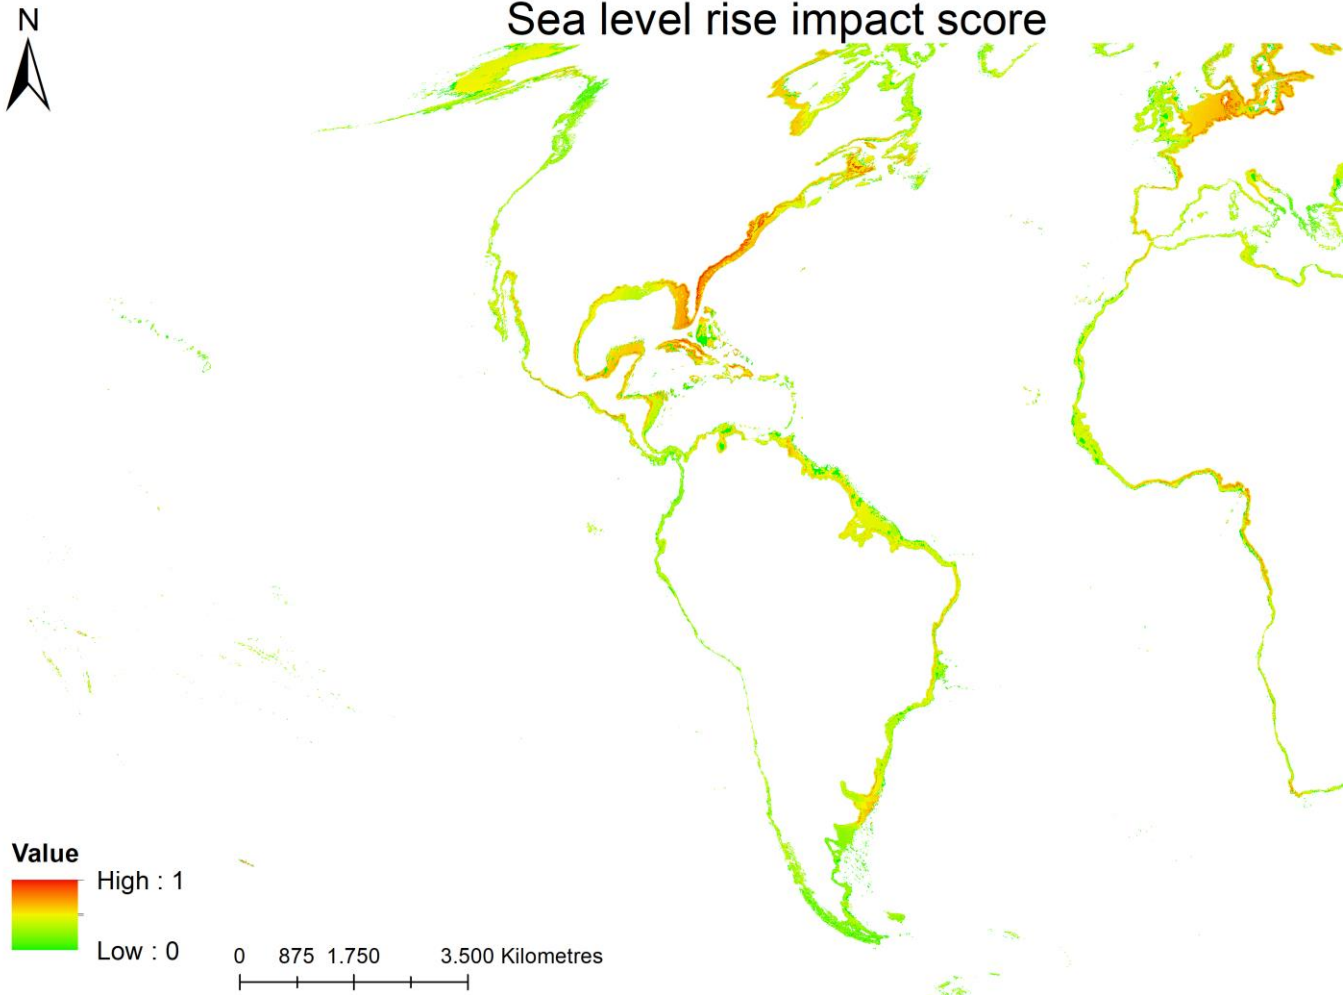 Sea level rise impact score
N
Value
High : 1
Low : 0
0 875 1.750 3.500 Kilometres